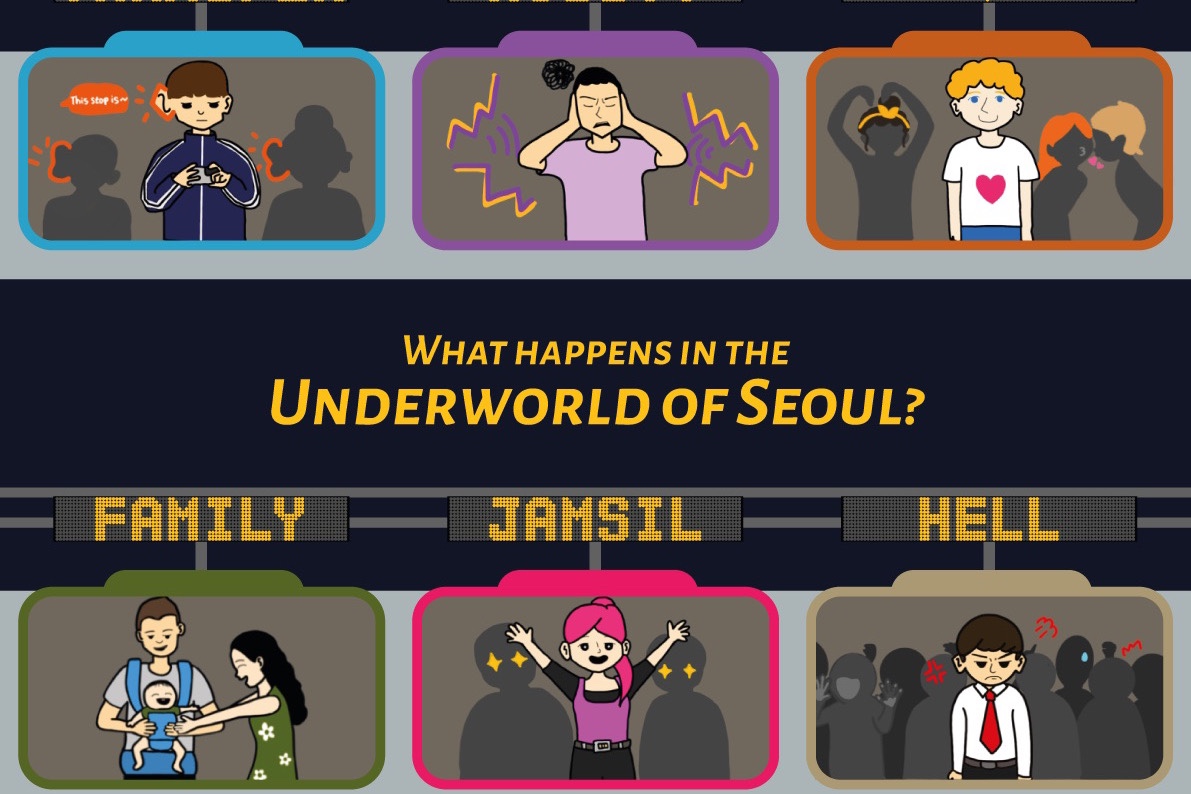 This stop is~
What happens in the
Underworld of Seoul?
FAMILY
JAMSIL
HELL